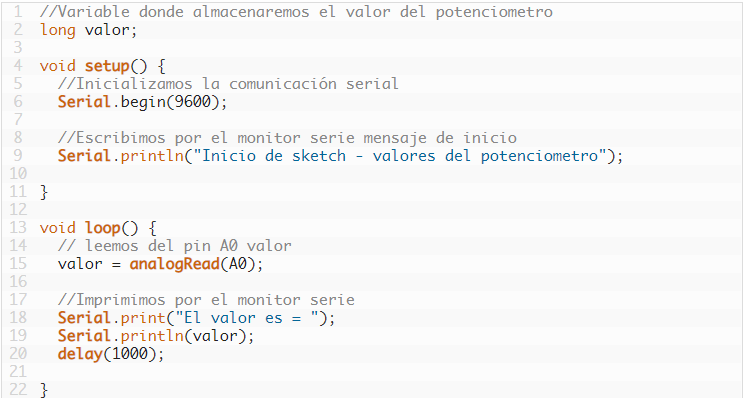 1 //Variable donde almacenaremos el valor del potenciometro
2 long valor;
3
4 void setup() {
5   //Inicializamos la comunicación serial
6   Serial.begin(9600);
7
8   //Escribimos por el monitor serie mensaje de inicio
9   Serial.println("Inicio de sketch - valores del potenciometro");
10
11 }
12
13 void loop() {
14   // leemos del pin A0 valor
15   valor = analogRead(A0);
16
17   //Imprimimos por el monitor serie
18   Serial.print("El valor es = ");
19   Serial.println(valor);
20   delay(1000);
21
22 }